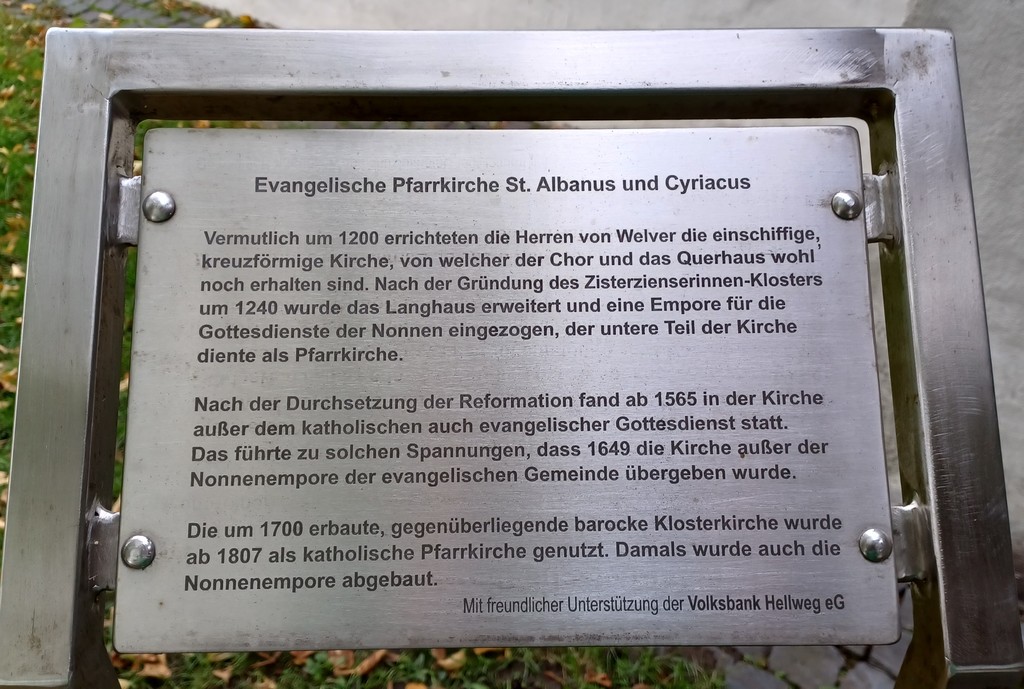 Evangelische Pfarrkirche St. Albanus und Cyriacus
Vermutlich um 1200 errichteten die Herren von Welver die einschiffige,
kreuzförmige Kirche, von welcher der Chor und das Querhaus wohl
noch erhalten sind. Nach der Gründung des Zisterzienserinnen-Klosters
um 1240 wurde das Langhaus erweitert und eine Empore für die
Gottesdienste der Nonnen eingezogen, der untere Teil der Kirche
diente als Pfarrkirche.
Nach der Durchsetzung der Reformation fand ab 1565 in der Kirche
außer dem katholischen auch evangelischer Gottesdienst statt.
Das führte zu solchen Spannungen, dass 1649 die Kirche außer der
Nonnenempore der evangelischen Gemeinde übergeben wurde.
Die um 1700 erbaute, gegenüberliegende barocke Klosterkirche wurde
ab 1807 als katholische Pfarrkirche genutzt. Damals wurde auch die
Nonnenempore abgebaut.
Mit freundlicher Unterstützung der Volksbank Hellweg eG